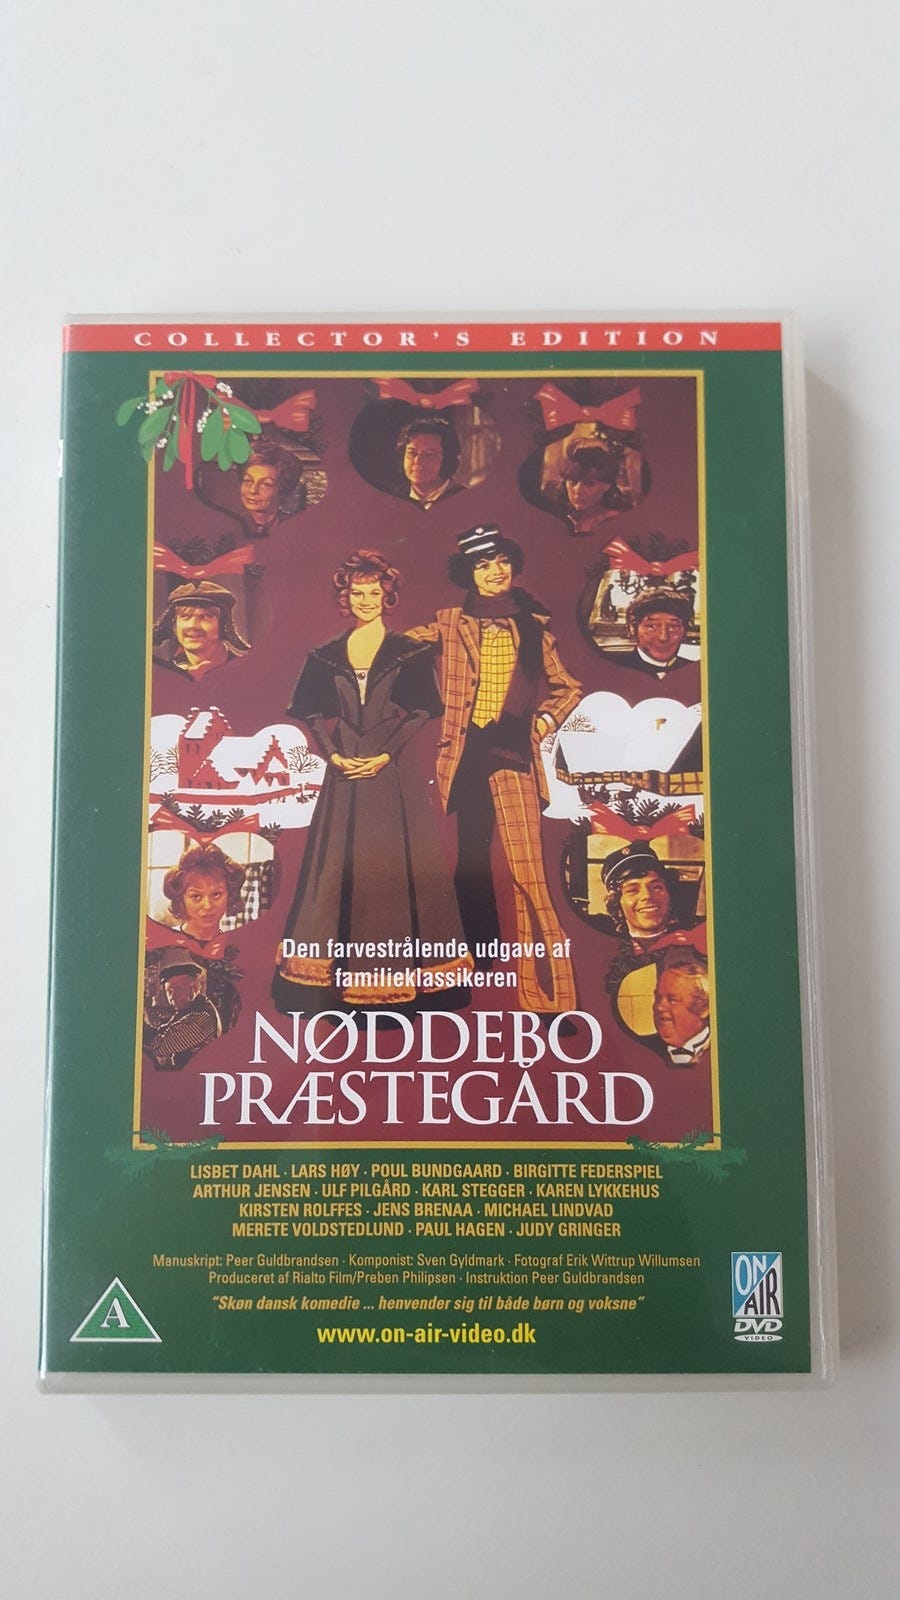 COLLECTOR'S EDITION
Den farvestrålende udgave af
familieklassikeren
NØDDEBO
PRÆSTEGÅRD
LISBET DAHL · LARS HØY · POUL BUNDGAARD · BIRGITTE FEDERSPIEL
ARTHUR JENSEN · ULF PILGÅRD · KARL STEGGER · KAREN LYKKEHUS
KIRSTEN ROLFFES · JENS BRENAA · MICHAEL LINDVAD
MERETE VOLDSTEDLUND · PAUL HAGEN · JUDY GRINGER
Manuskript: Peer Guldbrandsen · Komponist: Sven Gyldmark · Fotograf Erik Wittrup Willumsen
Produceret af Rialto Film/Preben Philipsen · Instruktion Peer Guldbrandsen
"Skøn dansk komedie ... henvender sig til både børn og voksne"
www.on-air-video.dk
A
ON
AIR
DVD
VIDEO